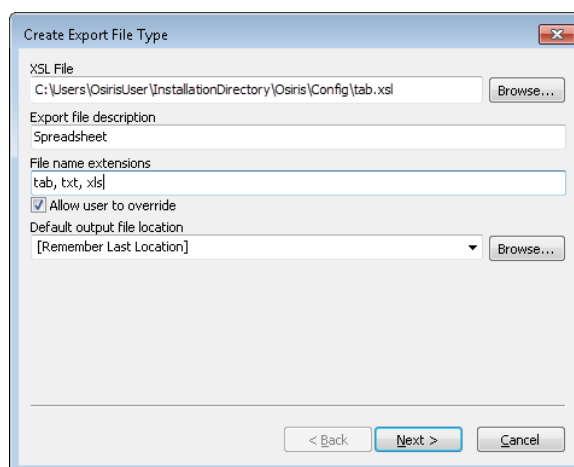 Create Export File Type
XSL File
C:\Users\OsirisUser\InstallationDirectory\Osiris\Config\tab.xsl
Browse...
Export file description
Spreadsheet
File name extensions
tab, txt, xls
Allow user to override
Default output file location
[Remember Last Location]
Browse...
< Back
Next >
Cancel